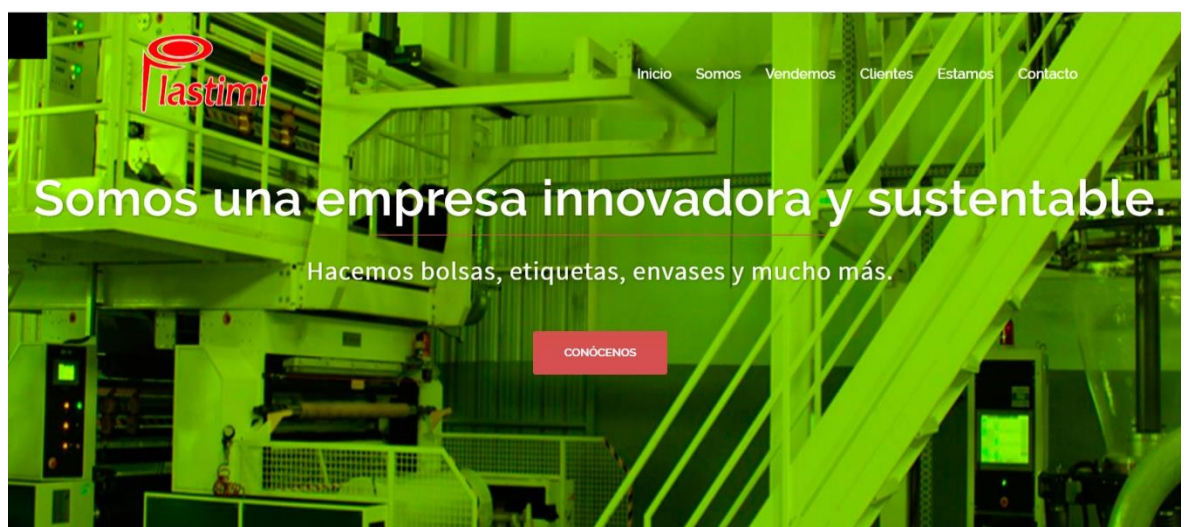 Plastimi
Inicio Somos Vendemos Clientes Estamos Contacto
Somos una empresa innovadora y sustentable.
Hacemos bolsas, etiquetas, envases y mucho más.
CONÓCENOS